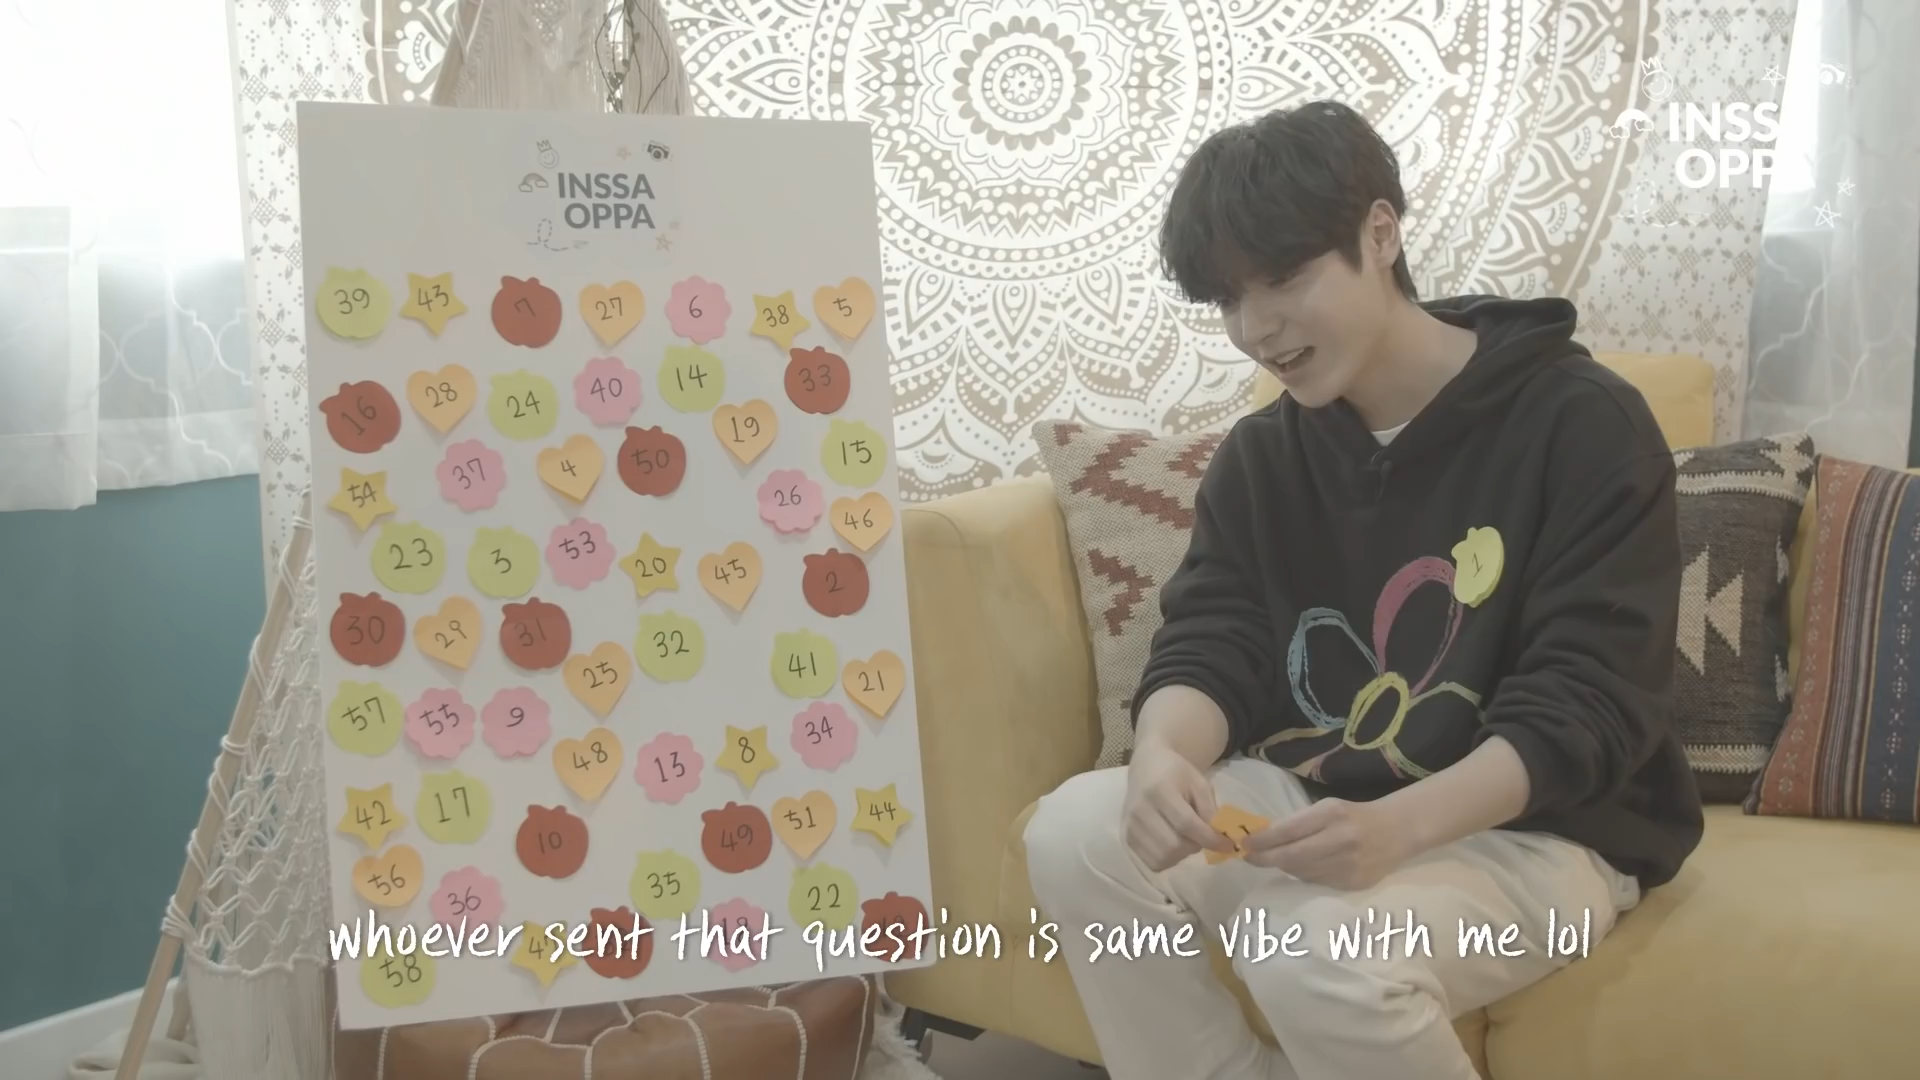 INSSA
OPPA
INSS
OPP
39 43 7 27 6 38 5
16 28 24 40 14 19 33
54 37 4 50 26 15
46
23 3 53 20 45 2
30 29 31 25 32 41 21
57 55 9 48 13 8 34
42 17 10 49 51 44
56 36 35 22
58
1
whoever sent that question is same vibe with me lol